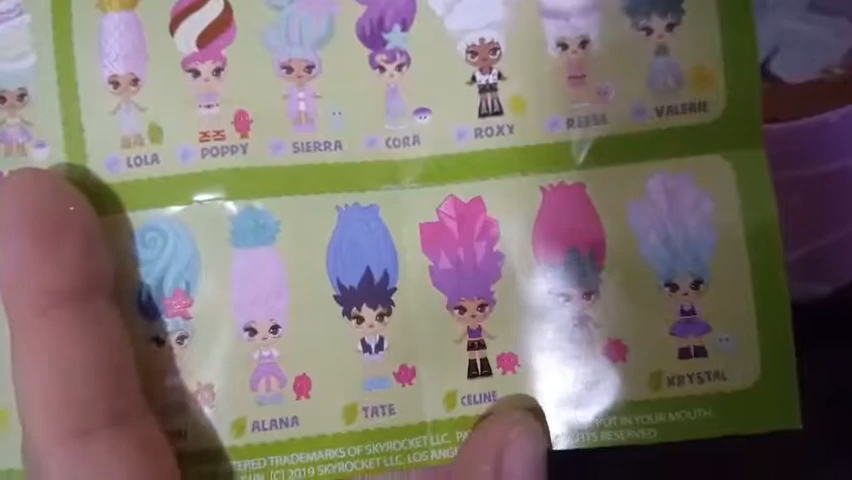 LOLA
POPPY
SIERRA
CORA
ROXY
REESE
VALERIE
ALANA
TATE
CELINE
KRYSTAL
PUT IN YOUR MOUTH.
TERED TRADEMARKS OF SKYROCKET LLC.
(C) 2019 SKYROCKET LLC. LOS ANGE
RESERVED.